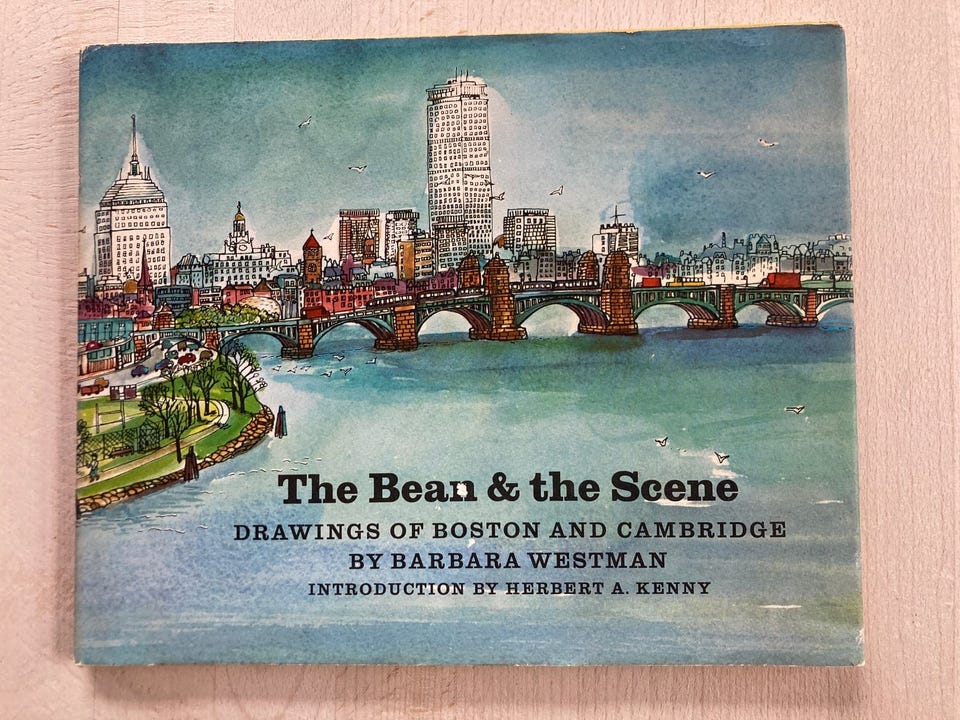 The Bean & the Scene
DRAWINGS OF BOSTON AND CAMBRIDGE
BY BARBARA WESTMAN
INTRODUCTION BY HERBERT A. KENNY